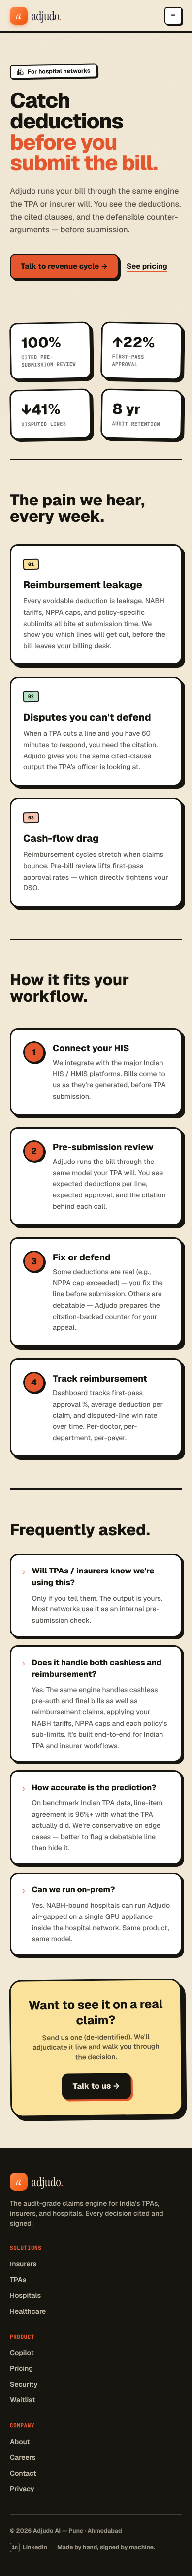 a adjudo.
For hospital networks
Catch
deductions
before you
submit the bill.
Adjudo runs your bill through the same engine
the TPA or insurer will. You see the deductions,
the cited clauses, and the defensible counter-
arguments — before submission.
Talk to revenue cycle →
See pricing
100%
CITED PRE-
SUBMISSION REVIEW
↑22%
FIRST-PASS
APPROVAL
↓41%
DISPUTED LINES
8 yr
AUDIT RETENTION
The pain we hear,
every week.
01
Reimbursement leakage
Every avoidable deduction is leakage. NABH
tariffs, NPPA caps, and policy-specific
sublimits all bite at submission time. We
show you which lines will get cut, before the
bill leaves your billing desk.
02
Disputes you can't defend
When a TPA cuts a line and you have 60
minutes to respond, you need the citation.
Adjudo gives you the same cited-clause
output the TPA's officer is looking at.
03
Cash-flow drag
Reimbursement cycles stretch when claims
bounce. Pre-bill review lifts first-pass
approval rates — which directly tightens your
DSO.
How it fits your
workflow.
1
Connect your HIS
We integrate with the major Indian
HIS / HMIS platforms. Bills come to
us as they're generated, before TPA
submission.
2
Pre-submission review
Adjudo runs the bill through the
same model your TPA will. You see
expected deductions per line,
expected approval, and the citation
behind each call.
3
Fix or defend
Some deductions are real (e.g.,
NPPA cap exceeded) — you fix the
line before submission. Others are
debatable — Adjudo prepares the
citation-backed counter for your
appeal.
4
Track reimbursement
Dashboard tracks first-pass
approval %, average deduction per
claim, and disputed-line win rate
over time. Per-doctor, per-
department, per-payer.
Frequently asked.
› Will TPAs / insurers know we're
using this?
Only if you tell them. The output is yours.
Most networks use it as an internal pre-
submission check.
› Does it handle both cashless and
reimbursement?
Yes. The same engine handles cashless
pre-auth and final bills as well as
reimbursement claims, applying your
NABH tariffs, NPPA caps and each policy's
sub-limits. It's built end-to-end for Indian
TPA and insurer workflows.
› How accurate is the prediction?
On benchmark Indian TPA data, line-item
agreement is 96%+ with what the TPA
actually did. We're conservative on edge
cases — better to flag a debatable line
than hide it.
› Can we run on-prem?
Yes. NABH-bound hospitals can run Adjudo
air-gapped on a single GPU appliance
inside the hospital network. Same product,
same model.
Want to see it on a real
claim?
Send us one (de-identified). We'll
adjudicate it live and walk you through
the decision.
Talk to us →
a adjudo.
The audit-grade claims engine for India's TPAs,
insurers, and hospitals. Every decision cited and
signed.
SOLUTIONS
Insurers
TPAs
Hospitals
Healthcare
PRODUCT
Copilot
Pricing
Security
Waitlist
COMPANY
About
Careers
Contact
Privacy
© 2026 Adjudo AI — Pune · Ahmedabad
in LinkedIn
Made by hand, signed by machine.